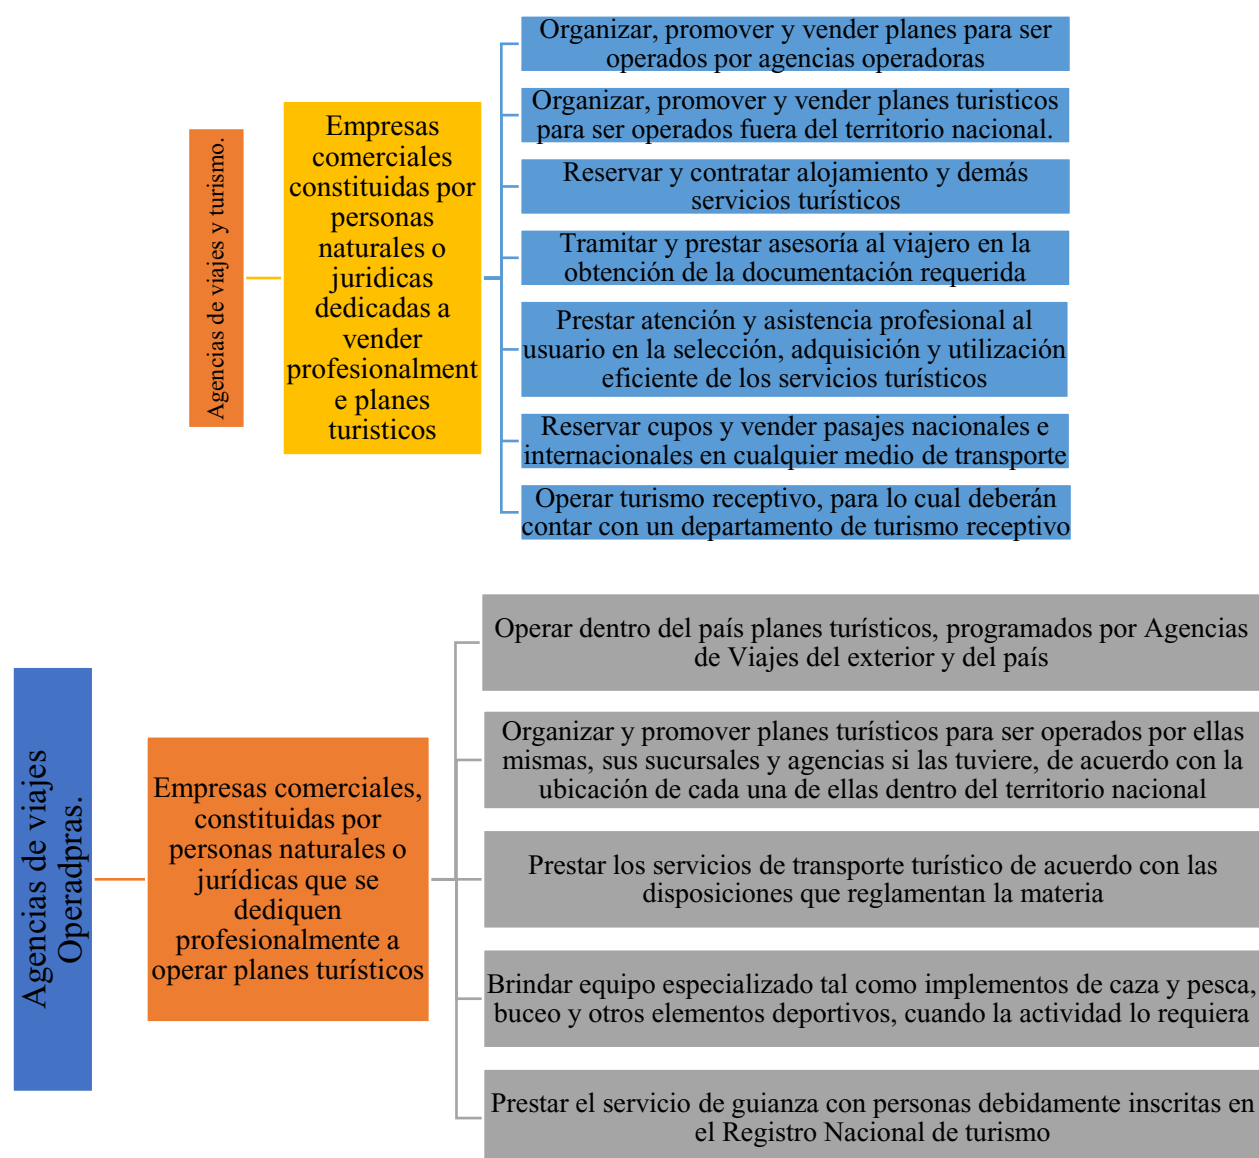 Agencias de viajes y turismo.
Empresas
comerciales
constituidas por
personas
naturales o
juridicas
dedicadas a
vender
profesionalment
e planes
turisticos
Organizar, promover y vender planes para ser
operados por agencias operadoras
Organizar, promover y vender planes turisticos
para ser operados fuera del territorio nacional.
Reservar y contratar alojamiento y demás
servicios turísticos
Tramitar y prestar asesoría al viajero en la
obtención de la documentación requerida
Prestar atención y asistencia profesional al
usuario en la selección, adquisición y utilización
eficiente de los servicios turísticos
Reservar cupos y vender pasajes nacionales e
internacionales en cualquier medio de transporte
Operar turismo receptivo, para lo cual deberán
contar con un departamento de turismo receptivo
Agencias de viajes
Operadpras.
Empresas comerciales,
constituidas por
personas naturales o
jurídicas que se
dediquen
profesionalmente a
operar planes turísticos
Operar dentro del país planes turísticos, programados por Agencias
de Viajes del exterior y del país
Organizar y promover planes turísticos para ser operados por ellas
mismas, sus sucursales y agencias si las tuviere, de acuerdo con la
ubicación de cada una de ellas dentro del territorio nacional
Prestar los servicios de transporte turístico de acuerdo con las
disposiciones que reglamentan la materia
Brindar equipo especializado tal como implementos de caza y pesca,
buceo y otros elementos deportivos, cuando la actividad lo requiera
Prestar el servicio de guianza con personas debidamente inscritas en
el Registro Nacional de turismo